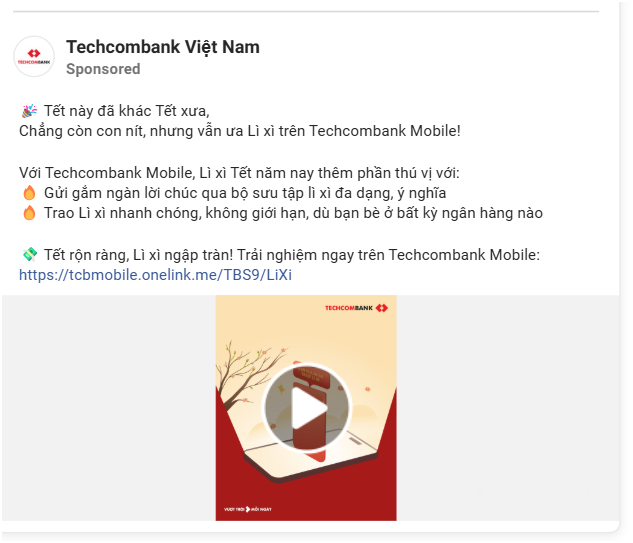 TECHCOMBANK
Techcombank Việt Nam
Sponsored
🎉 Tết này đã khác Tết xưa,
Chẳng còn con nít, nhưng vẫn ưa Lì xì trên Techcombank Mobile!
Với Techcombank Mobile, Lì xì Tết năm nay thêm phần thú vị với:
🔥 Gửi gắm ngàn lời chúc qua bộ sưu tập lì xì đa dạng, ý nghĩa
🔥 Trao Lì xì nhanh chóng, không giới hạn, dù bạn bè ở bất kỳ ngân hàng nào
💸 Tết rộn ràng, Lì xì ngập tràn! Trải nghiệm ngay trên Techcombank Mobile:
https://tcbmobile.onelink.me/TBS9/LiXi
TECHCOMBANK
VƯỢT TRỘI MỖI NGÀY